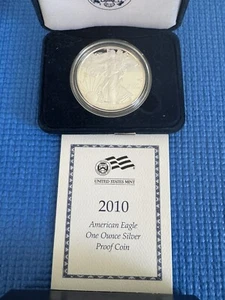 UNITED STATES MINT
2010
American Eagle
One Ounce Silver
Proof Coin